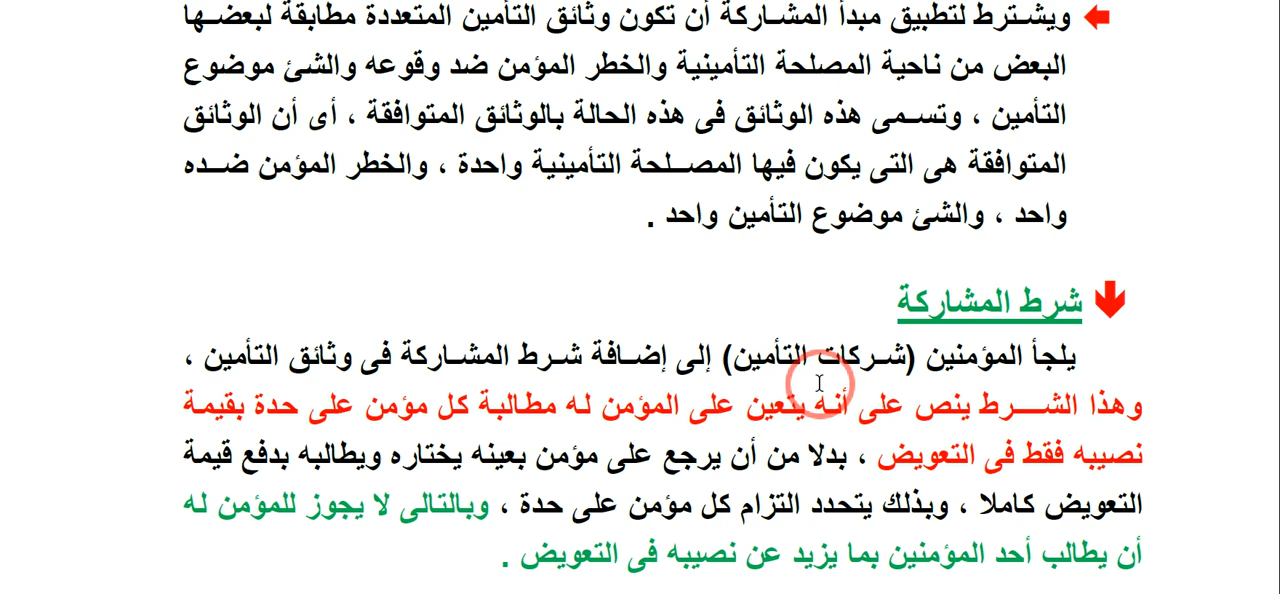 ويشترط لتطبيق مبدأ المشاركة أن تكون وثائق التأمين المتعددة مطابقة لبعضها
البعض من ناحية المصلحة التأمينية والخطر المؤمن ضد وقوعه والشئ موضوع
التأمين ، وتسمى هذه الوثائق فى هذه الحالة بالوثائق المتوافقة ، أى أن الوثائق
المتوافقة هى التى يكون فيها المصلحة التأمينية واحدة ، والخطر المؤمن ضده
واحد ، والشئ موضوع التأمين واحد .
شرط المشاركة
يلجأ المؤمنين (شركات التأمين) إلى إضافة شرط المشاركة فى وثائق التأمين ،
وهذا الشرط ينص على أنه يتعين على المؤمن له مطالبة كل مؤمن على حدة بقيمة
نصيبه فقط فى التعويض ، بدلا من أن يرجع على مؤمن بعينه يختاره ويطالبه بدفع قيمة
التعويض كاملا ، وبذلك يتحدد التزام كل مؤمن على حدة ، وبالتالى لا يجوز للمؤمن له
أن يطالب أحد المؤمنين بما يزيد عن نصيبه فى التعويض .